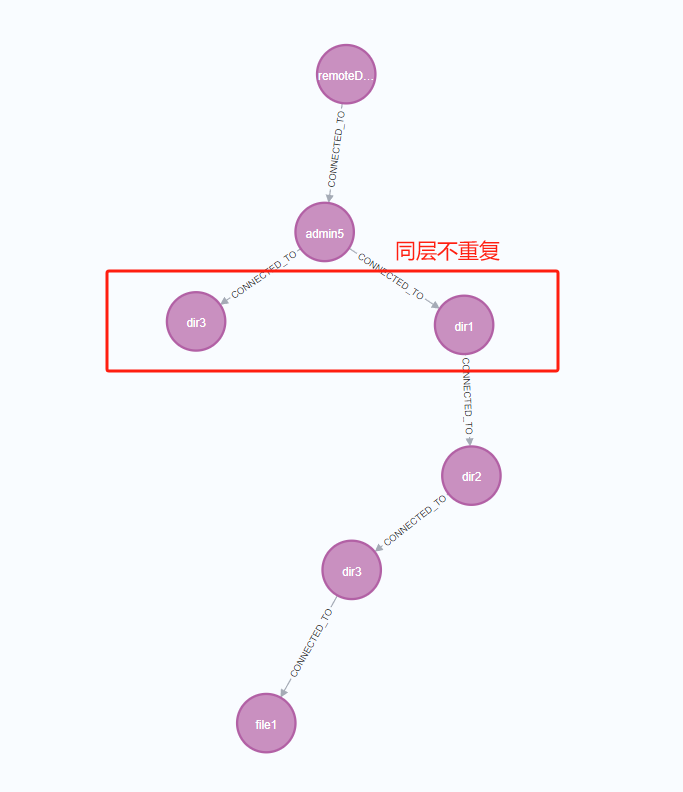 remoteD...
CONNECTED_TO
admin5
同层不重复
CONNECTED_TO
CONNECTED_TO
dir3
dir1
CONNECTED_TO
dir2
CONNECTED_TO
dir3
CONNECTED_TO
file1